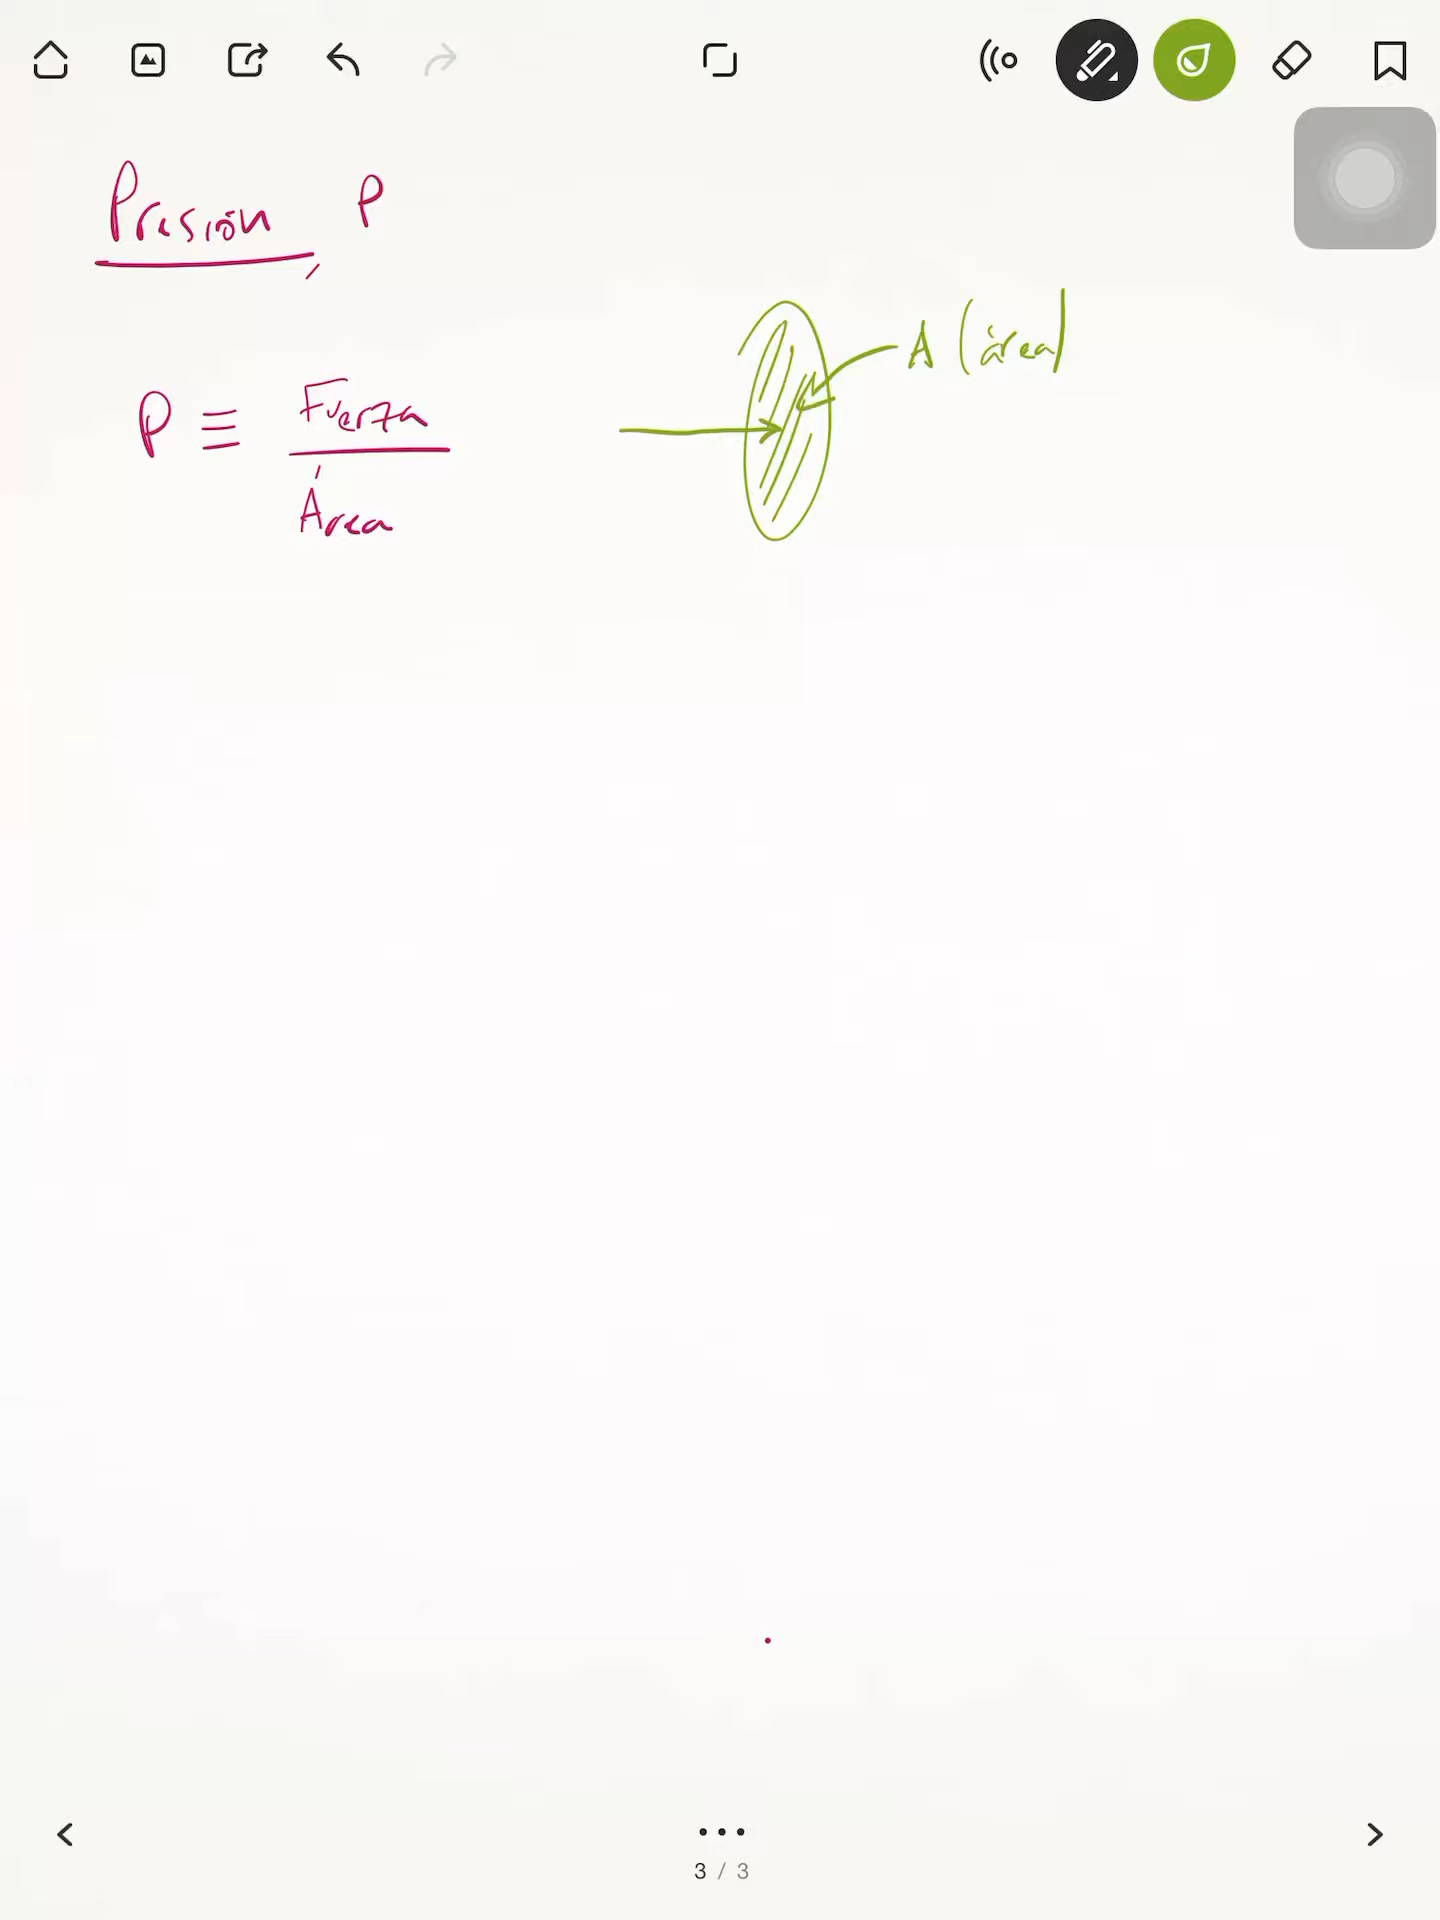 Presión, P
P ≡ Fuerza
Área
A (área)
3 / 3